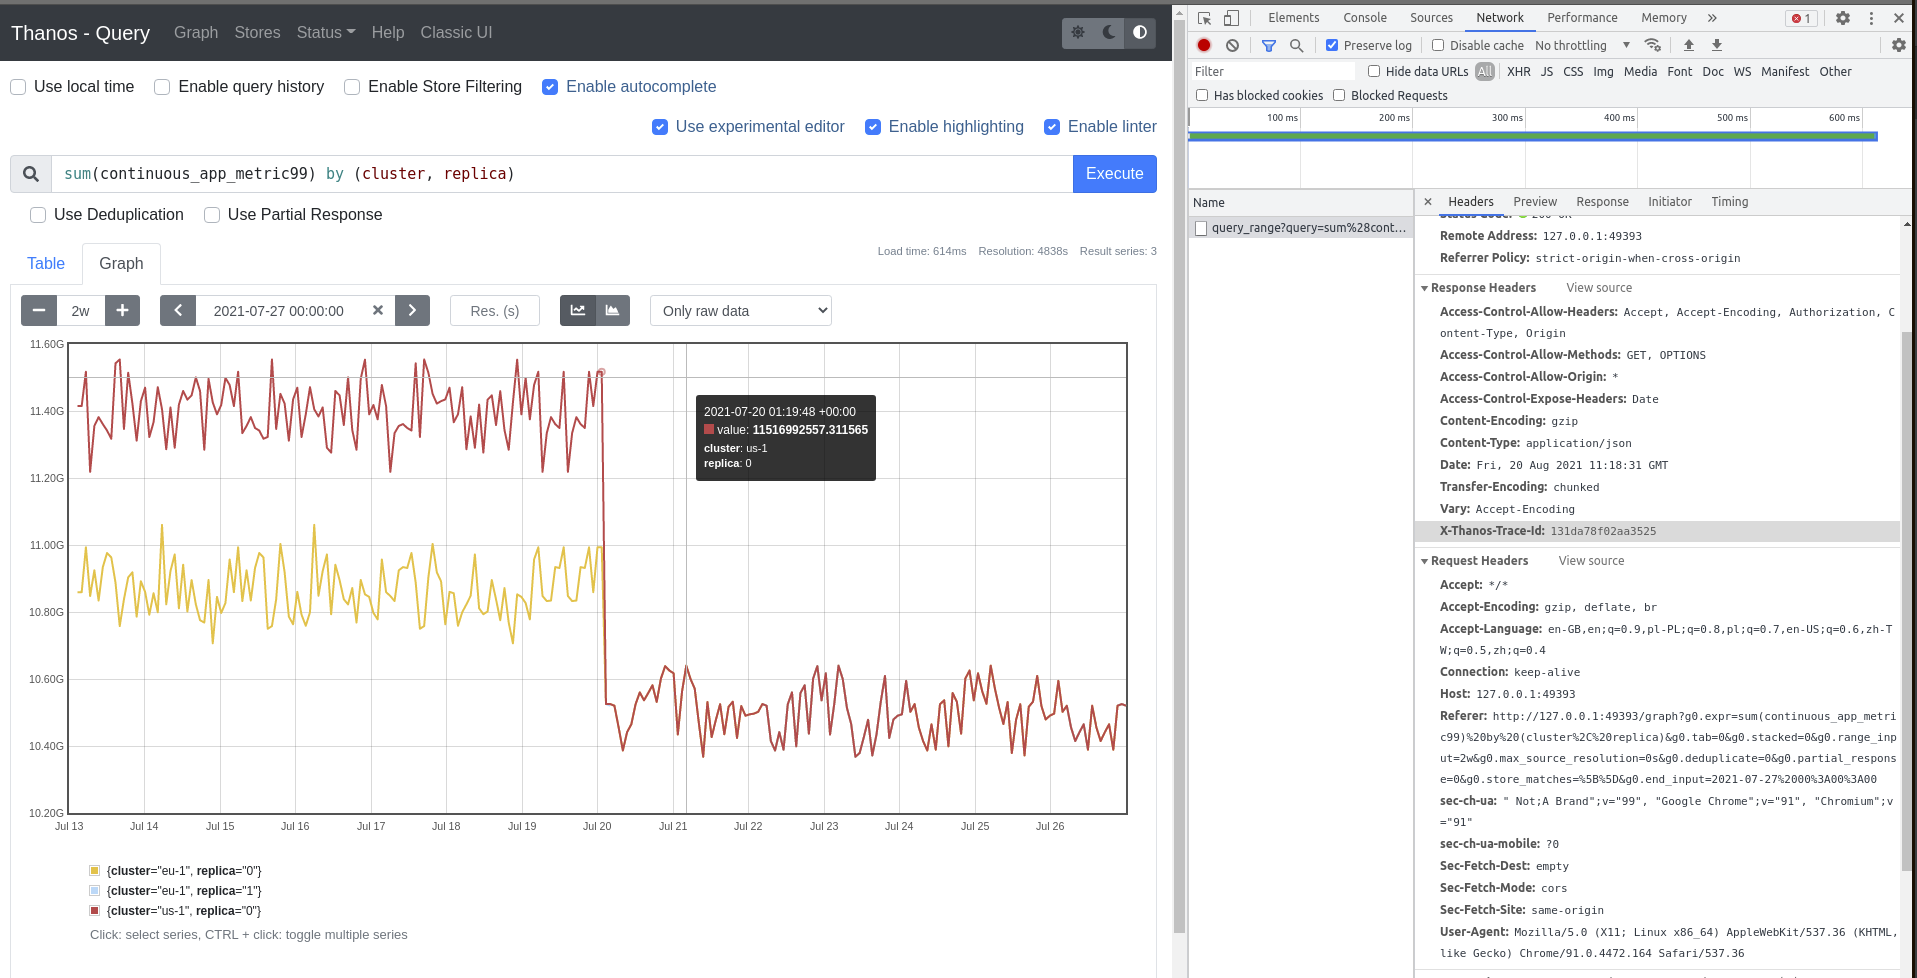 Thanos - Query Graph Stores Status Help Classic UI
Use local time Enable query history Enable Store Filtering Enable autocomplete
Use experimental editor Enable highlighting Enable linter
sum(continuous_app_metric99) by (cluster, replica)
Execute
Use Deduplication Use Partial Response
Load time: 614ms Resolution: 4838s Result series: 3
Table Graph
2w 2021-07-27 00:00:00 Res. (s) Only raw data
11.60G
11.40G
11.20G
11.00G
10.80G
10.60G
10.40G
10.20G
Jul 13 Jul 14 Jul 15 Jul 16 Jul 17 Jul 18 Jul 19 Jul 20 Jul 21 Jul 22 Jul 23 Jul 24 Jul 25 Jul 26
2021-07-20 01:19:48 +00:00
value: 11516992557.311565
cluster: us-1
replica: 0
{cluster="eu-1", replica="0"}
{cluster="eu-1", replica="1"}
{cluster="us-1", replica="0"}
Click: select series, CTRL + click: toggle multiple series
Elements Console Sources Network Performance Memory » 1
Preserve log Disable cache No throttling
Filter Hide data URLs All XHR JS CSS Img Media Font Doc WS Manifest Other
Has blocked cookies Blocked Requests
100 ms 200 ms 300 ms 400 ms 500 ms 600 ms
Name
query_range?query=sum%28cont...
Headers Preview Response Initiator Timing
Status Code: 200 OK
Remote Address: 127.0.0.1:49393
Referrer Policy: strict-origin-when-cross-origin
Response Headers View source
Access-Control-Allow-Headers: Accept, Accept-Encoding, Authorization, C
ontent-Type, Origin
Access-Control-Allow-Methods: GET, OPTIONS
Access-Control-Allow-Origin: *
Access-Control-Expose-Headers: Date
Content-Encoding: gzip
Content-Type: application/json
Date: Fri, 20 Aug 2021 11:18:31 GMT
Transfer-Encoding: chunked
Vary: Accept-Encoding
X-Thanos-Trace-Id: 131da78f02aa3525
Request Headers View source
Accept: */*
Accept-Encoding: gzip, deflate, br
Accept-Language: en-GB,en;q=0.9,pl-PL;q=0.8,pl;q=0.7,en-US;q=0.6,zh-T
W;q=0.5,zh;q=0.4
Connection: keep-alive
Host: 127.0.0.1:49393
Referer: http://127.0.0.1:49393/graph?g0.expr=sum(continuous_app_metri
c99)%20by%20(cluster%2C%20replica)&g0.tab=0&g0.stacked=0&g0.range_inp
ut=2w&g0.max_source_resolution=0s&g0.deduplicate=0&g0.partial_respons
e=0&g0.store_matches=%5B%5D&g0.end_input=2021-07-27%2000%3A00%3A00
sec-ch-ua: " Not;A Brand";v="99", "Google Chrome";v="91", "Chromium";v
="91"
sec-ch-ua-mobile: ?0
Sec-Fetch-Dest: empty
Sec-Fetch-Mode: cors
Sec-Fetch-Site: same-origin
User-Agent: Mozilla/5.0 (X11; Linux x86_64) AppleWebKit/537.36 (KHTML,
like Gecko) Chrome/91.0.4472.164 Safari/537.36